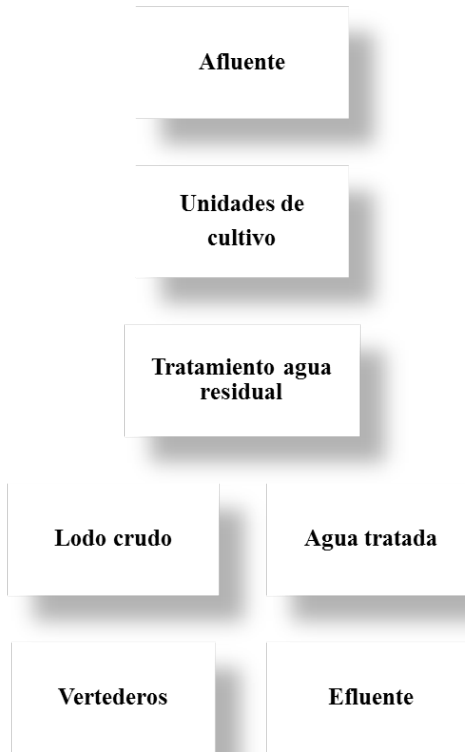 Afluente
Unidades de
cultivo
Tratamiento agua
residual
Lodo crudo
Agua tratada
Vertederos
Efluente